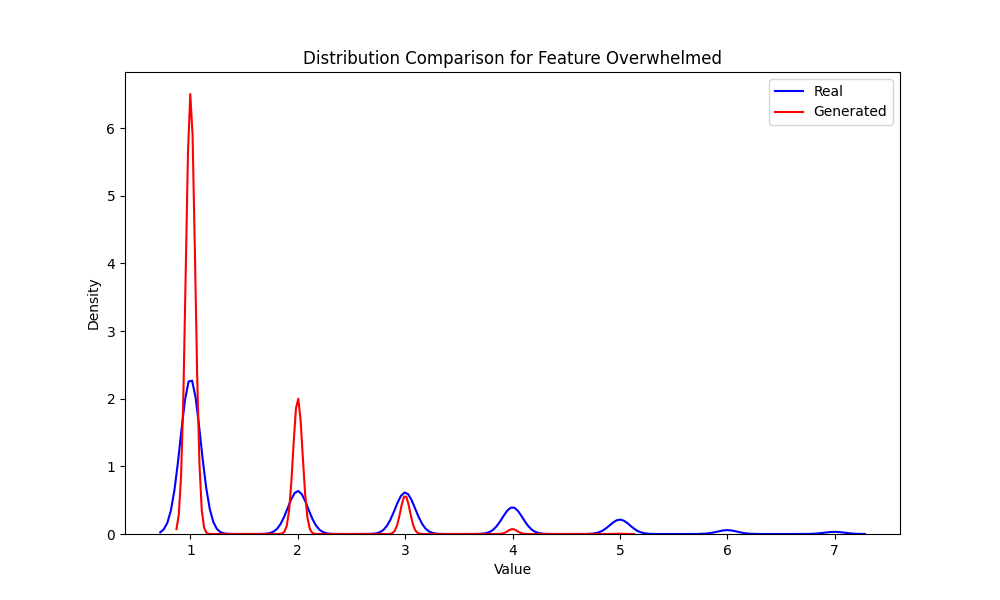 Distribution Comparison for Feature Overwhelmed
Real
Generated
6
5
4
3
2
1
0
Density
1 2 3 4 5 6 7
Value